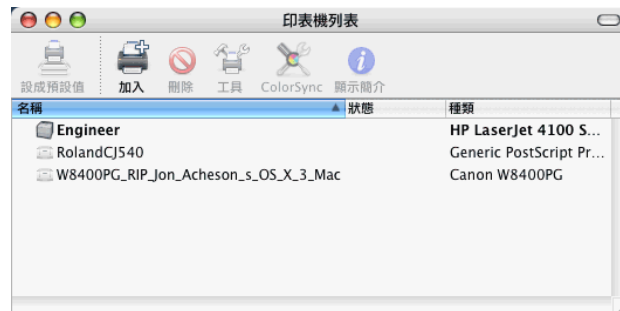 印表機列表
設成預設值 加入 刪除 工具 ColorSync 顯示簡介
名稱 狀態 種類
Engineer HP LaserJet 4100 S...
RolandCJ540 Generic PostScript Pr...
W8400PG_RIP_Jon_Acheson_s_OS_X_3_Mac Canon W8400PG